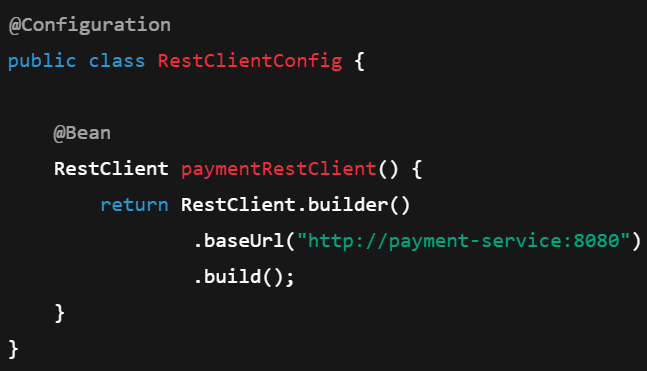 @Configuration
public class RestClientConfig {
@Bean
RestClient paymentRestClient() {
return RestClient.builder()
.baseUrl("http://payment-service:8080")
.build();
}
}